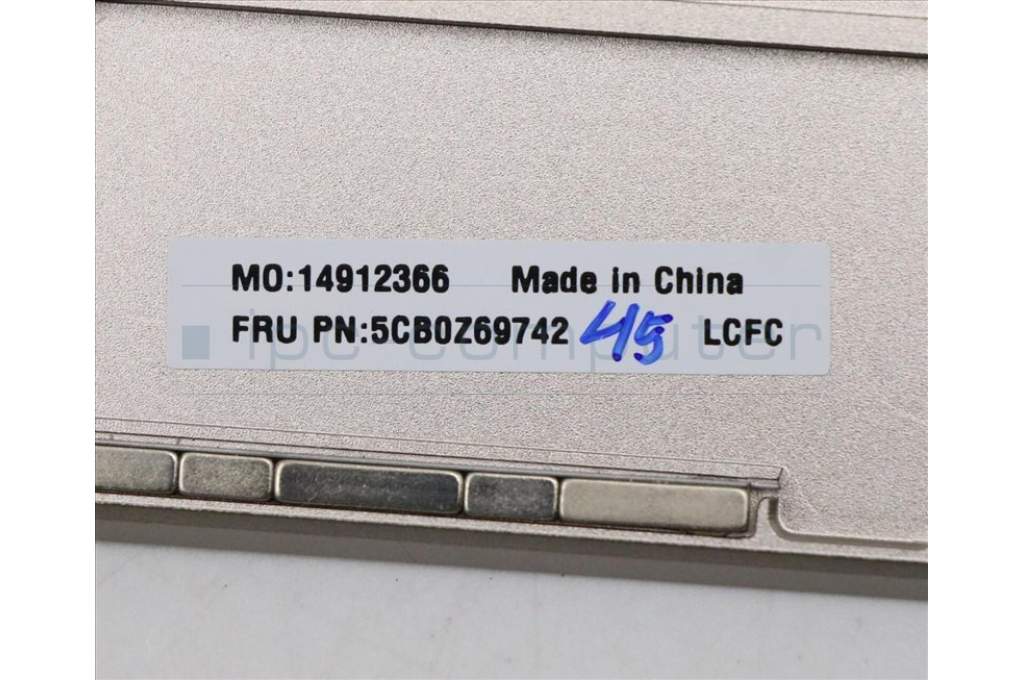 MO:14912366 Made in China
FRU PN:5CB0Z69742 45 LCFC
ipc computer